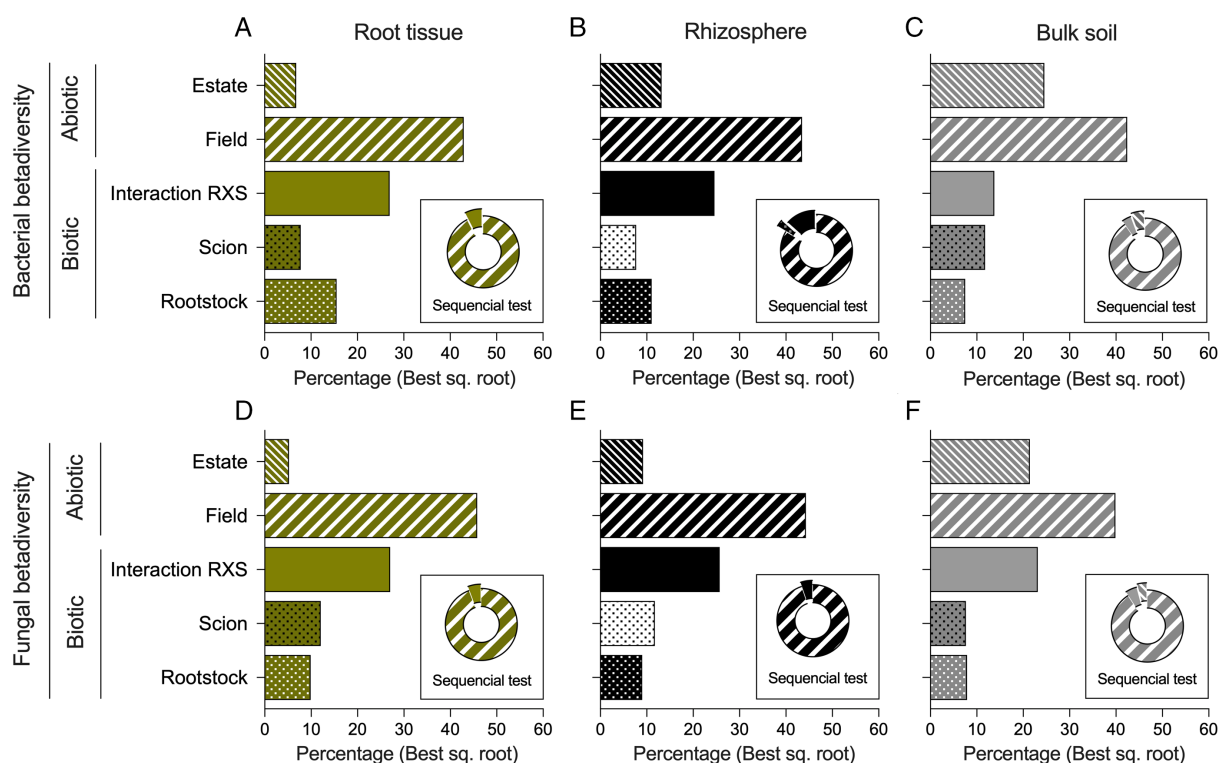 A
Root tissue
B
Rhizosphere
C
Bulk soil
Bacterial betadiversity
Abiotic
Biotic
Estate
Field
Interaction RXS
Scion
Rootstock
Sequencial test
Sequencial test
Sequencial test
0 10 20 30 40 50 60
0 10 20 30 40 50 60
0 10 20 30 40 50 60
Percentage (Best sq. root)
Percentage (Best sq. root)
Percentage (Best sq. root)
D
E
F
Fungal betadiversity
Abiotic
Biotic
Estate
Field
Interaction RXS
Scion
Rootstock
Sequencial test
Sequencial test
Sequencial test
0 10 20 30 40 50 60
0 10 20 30 40 50 60
0 10 20 30 40 50 60
Percentage (Best sq. root)
Percentage (Best sq. root)
Percentage (Best sq. root)